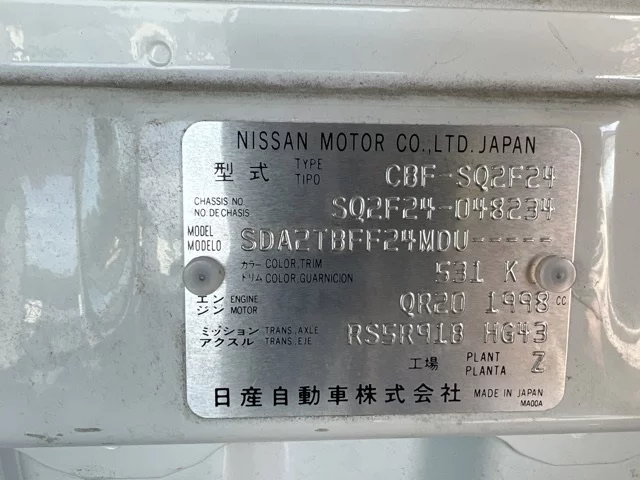 NISSAN MOTOR CO.,LTD. JAPAN
型式 TYPE TIPO CBF-SQ2F24
CHASSIS NO. NO. DE CHASIS SQ2F24-048234
MODEL MODELO SDA2TBFF24MDU-----
カラー COLOR, TRIM トリム COLOR, GUARNICION 531 K
エンジン ENGINE MOTOR QR20 1998 cc
ミッション TRANS, AXLE アクスル TRANS, EJE RS5R91B HG43
工場 PLANT PLANTA Z
日産自動車株式会社 MADE IN JAPAN
MA00A